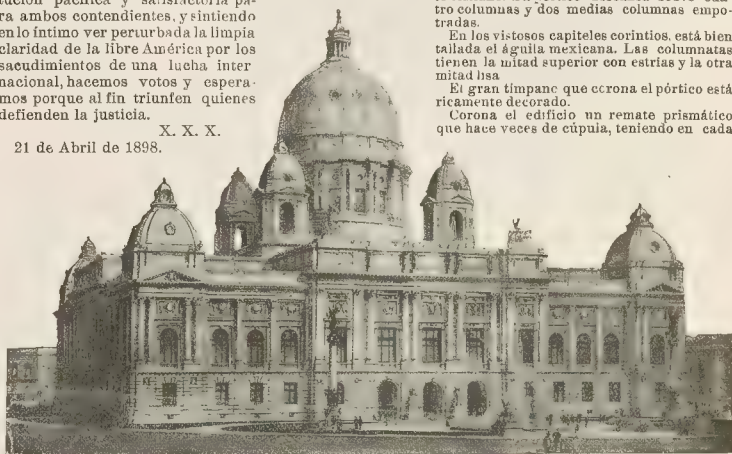 tución pacífica y satisfactoria pa-
ra ambos contendientes, y sintiendo
en lo íntimo ver perturbada la limpia
claridad de la libre América por los
sacudimientos de una lucha inter
nacional, hacemos votos y espera-
mos porque al fin triunfen quienes
defienden la justicia.
X. X. X.
21 de Abril de 1898.
tro columnas y dos medias columnas empo-
tradas.
En los vistosos capiteles corintios, está bien
tallada el águila mexicana. Las columnatas
tienen la mitad superior con estrías y la otra
mitad lisa
El gran tímpano que corona el pórtico está
ricamente decorado.
Corona el edificio un remate prismático
que hace veces de cúpula, teniendo en cada